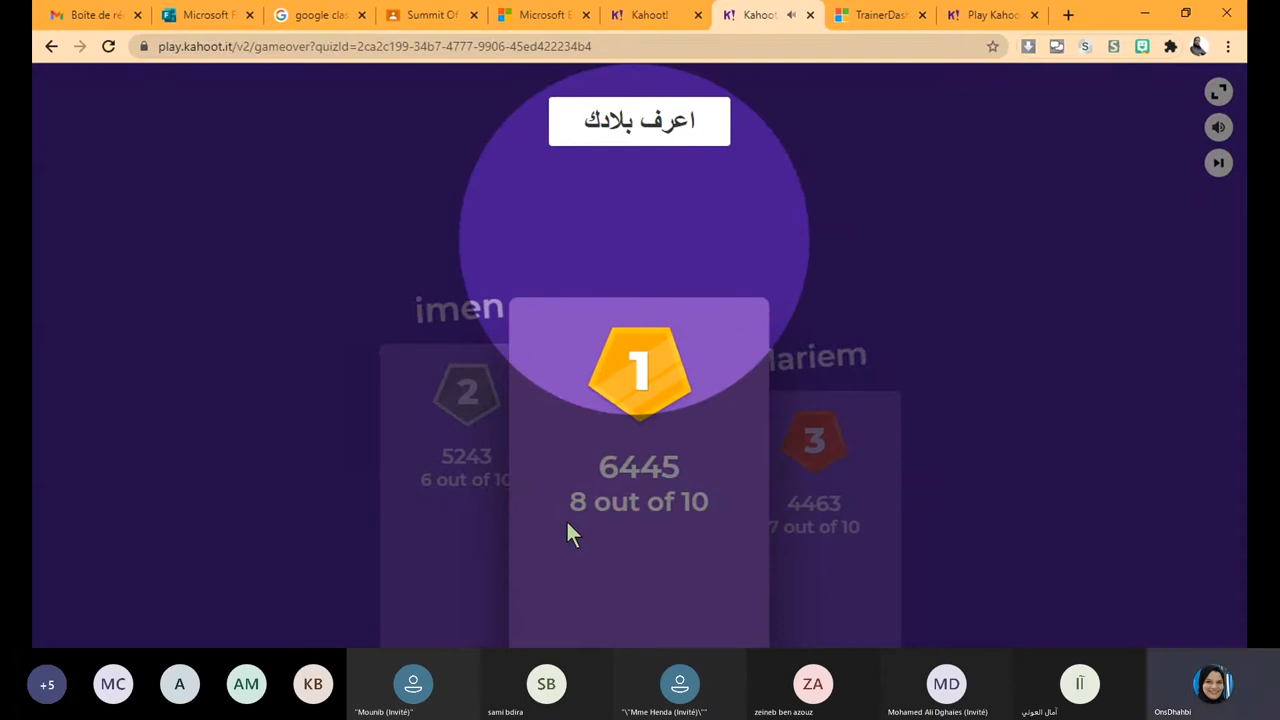 Boîte de ré
Microsoft F
google clas
Summit Of
Microsoft E
Kahoot!
Kahoot
TrainerDas
Play Kahoo
play.kahoot.it/v2/gameover?quizId=2ca2c199-34b7-4777-9906-45ed422234b4
اعرف بلادك
imen
2
5243
6 out of 10
1
6445
8 out of 10
lariem
3
4463
7 out of 10
+5
MC
A
AM
KB
"Mounib (Invité)"
SB
sami bdira
"\"Mme Henda (Invité)\""
ZA
zeineb ben azouz
MD
Mohamed Ali Dghaies (Invité)
آمال العوني
OnsDhahbi